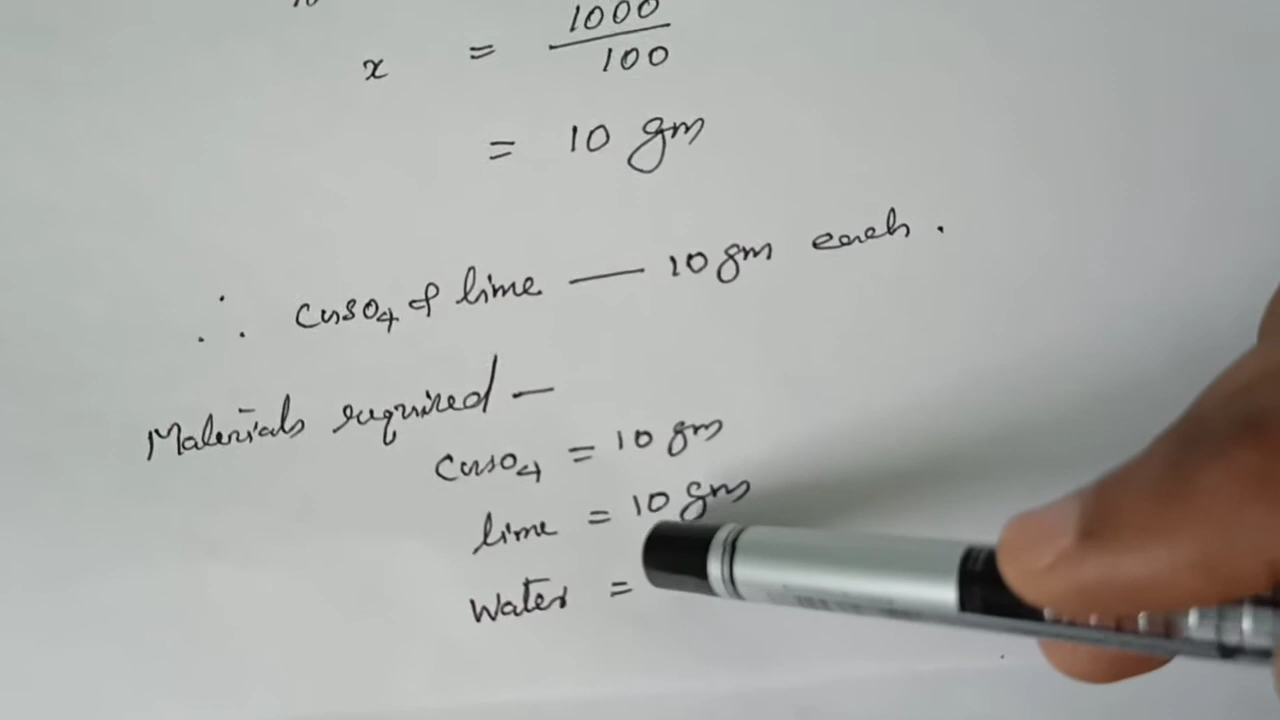 x = 1000/100
= 10 gm
∴ CuSO4 & lime — 10 gm each.
Materials required —
CuSO4 = 10 gm
lime = 10 gm
Water =